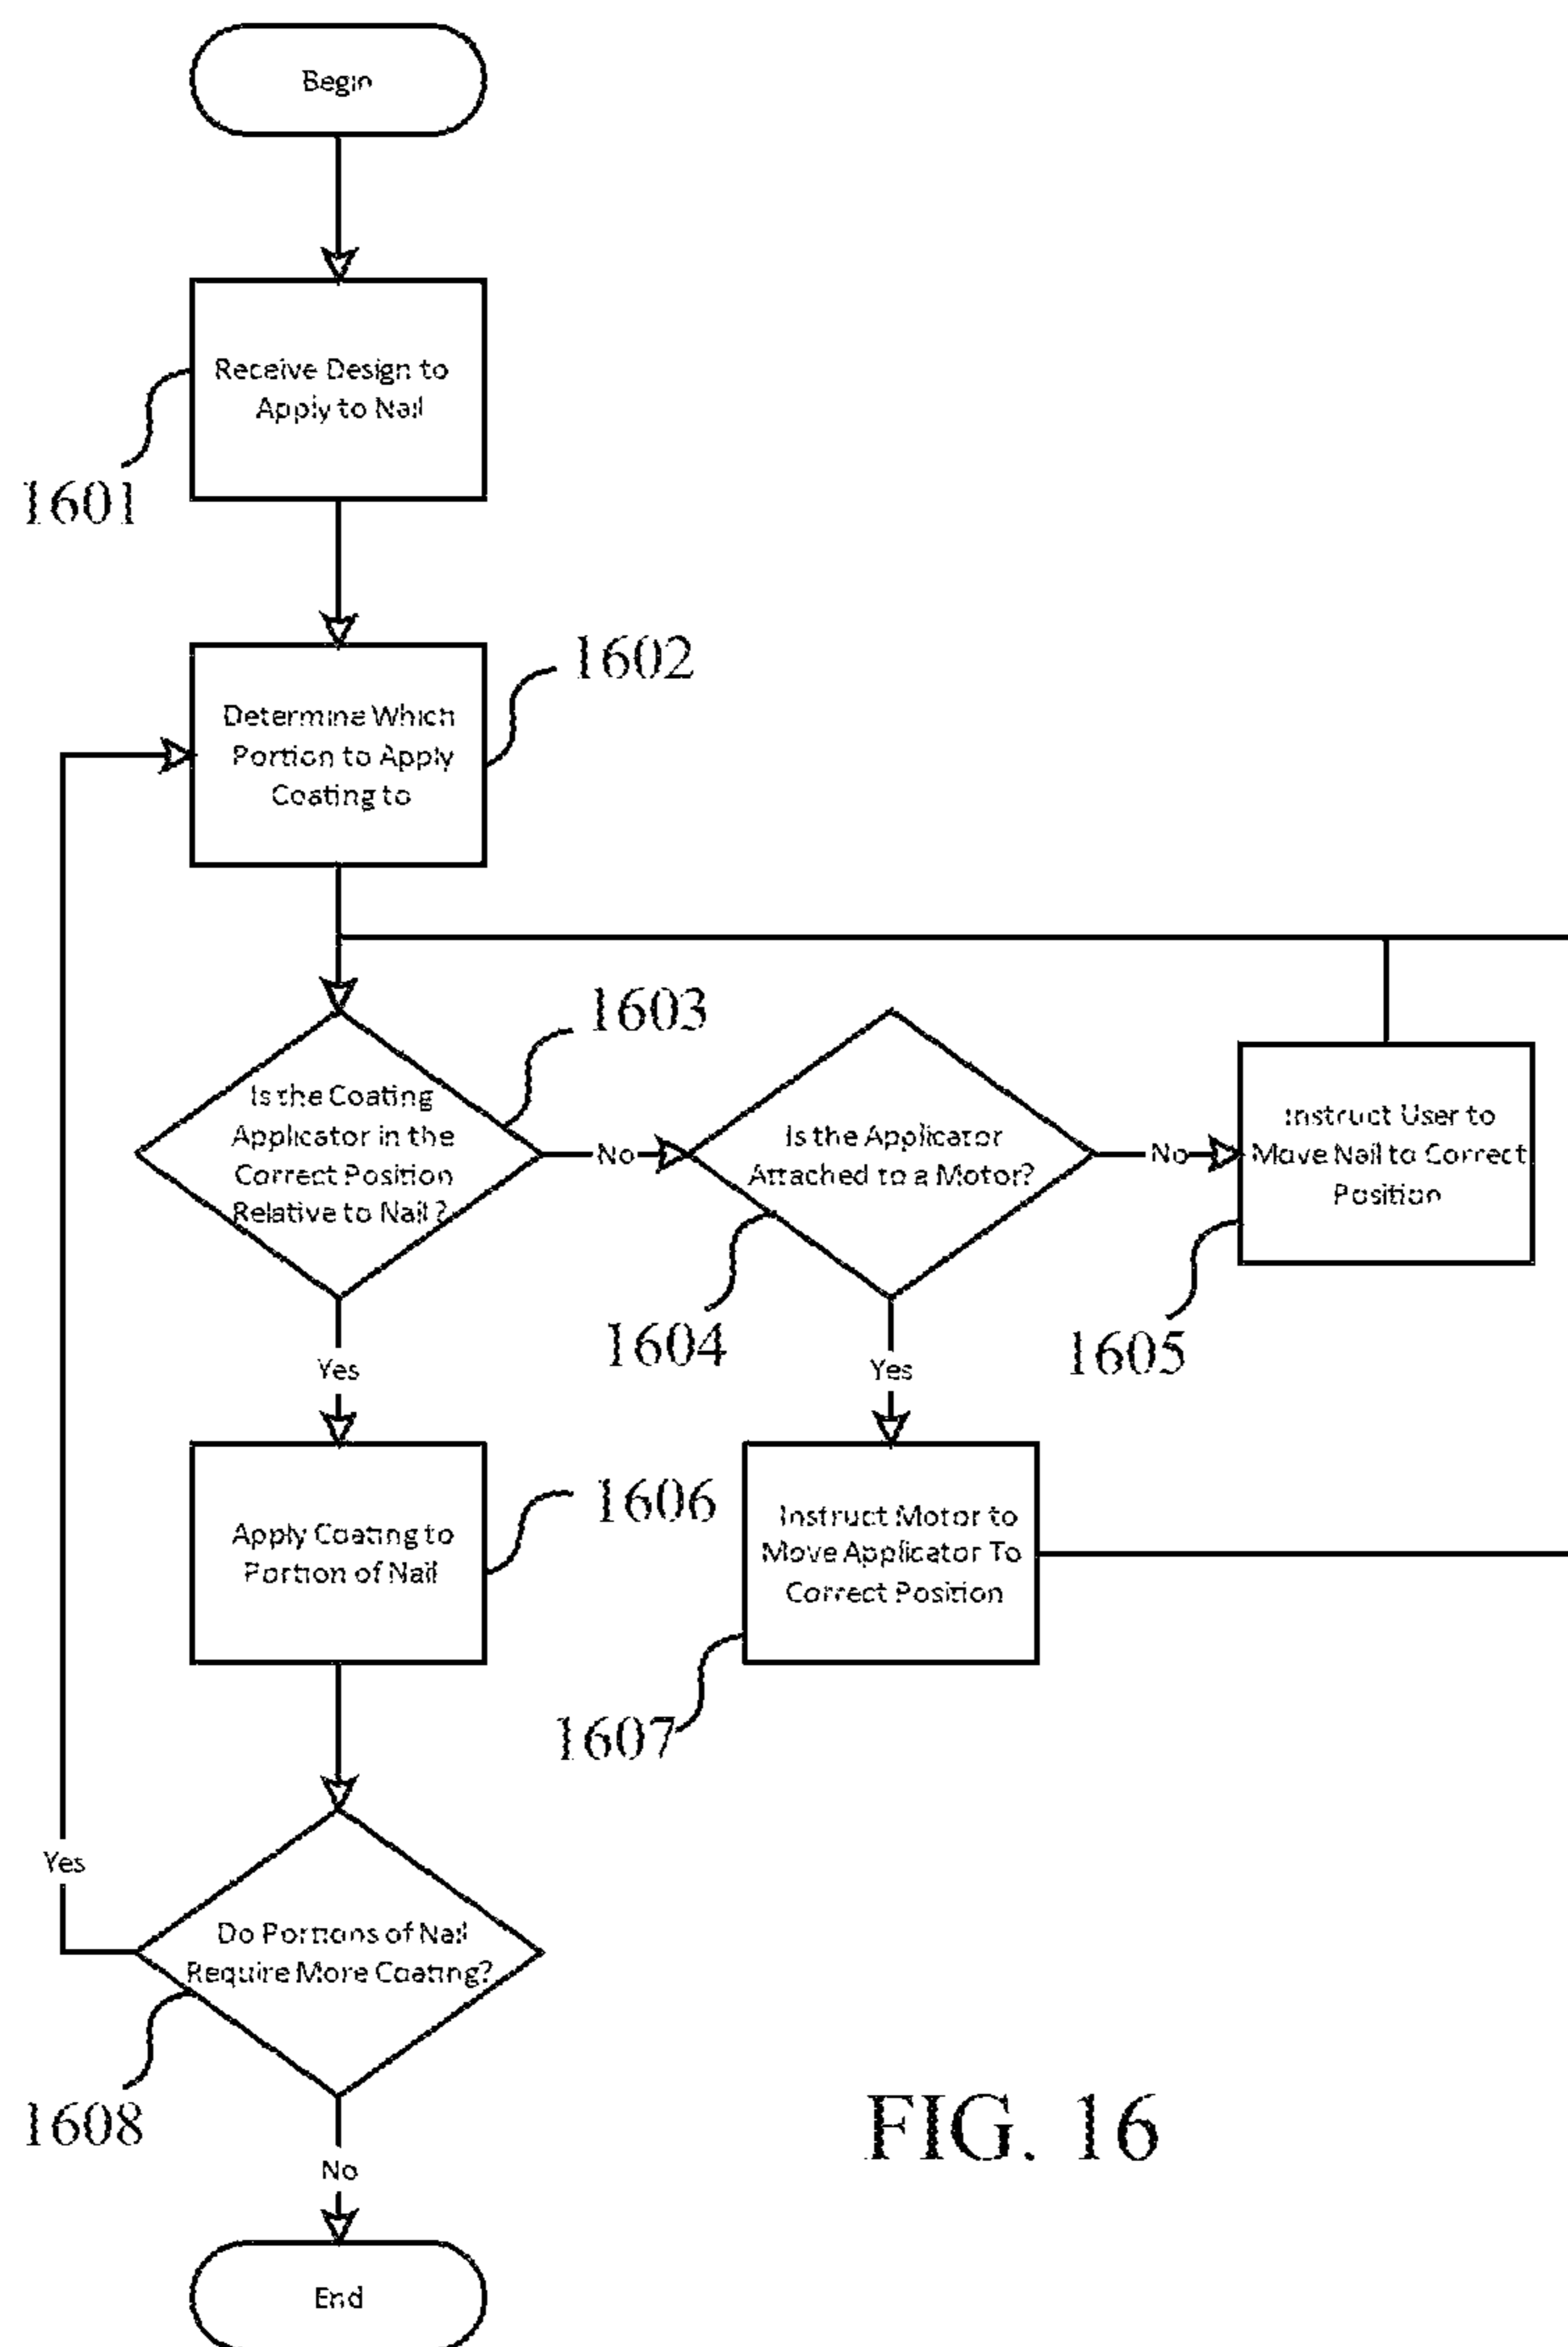 Begin
Receive Design to
Apply to Nail
1601
1602
Determine Which
Portion to Apply
Coating to
1603
Is the Coating
Applicator in the
Correct Position
Relative to Nail?
No
Is the Applicator
Attached to a Motor?
No
Instruct User to
Move Nail to Correct
Position
1604
1605
Yes
Yes
Apply Coating to
Portion of Nail
1606
Instruct Motor to
Move Applicator To
Correct Position
1607
Yes
Do Portions of Nail
Require More Coating?
1608
No
End
FIG. 16